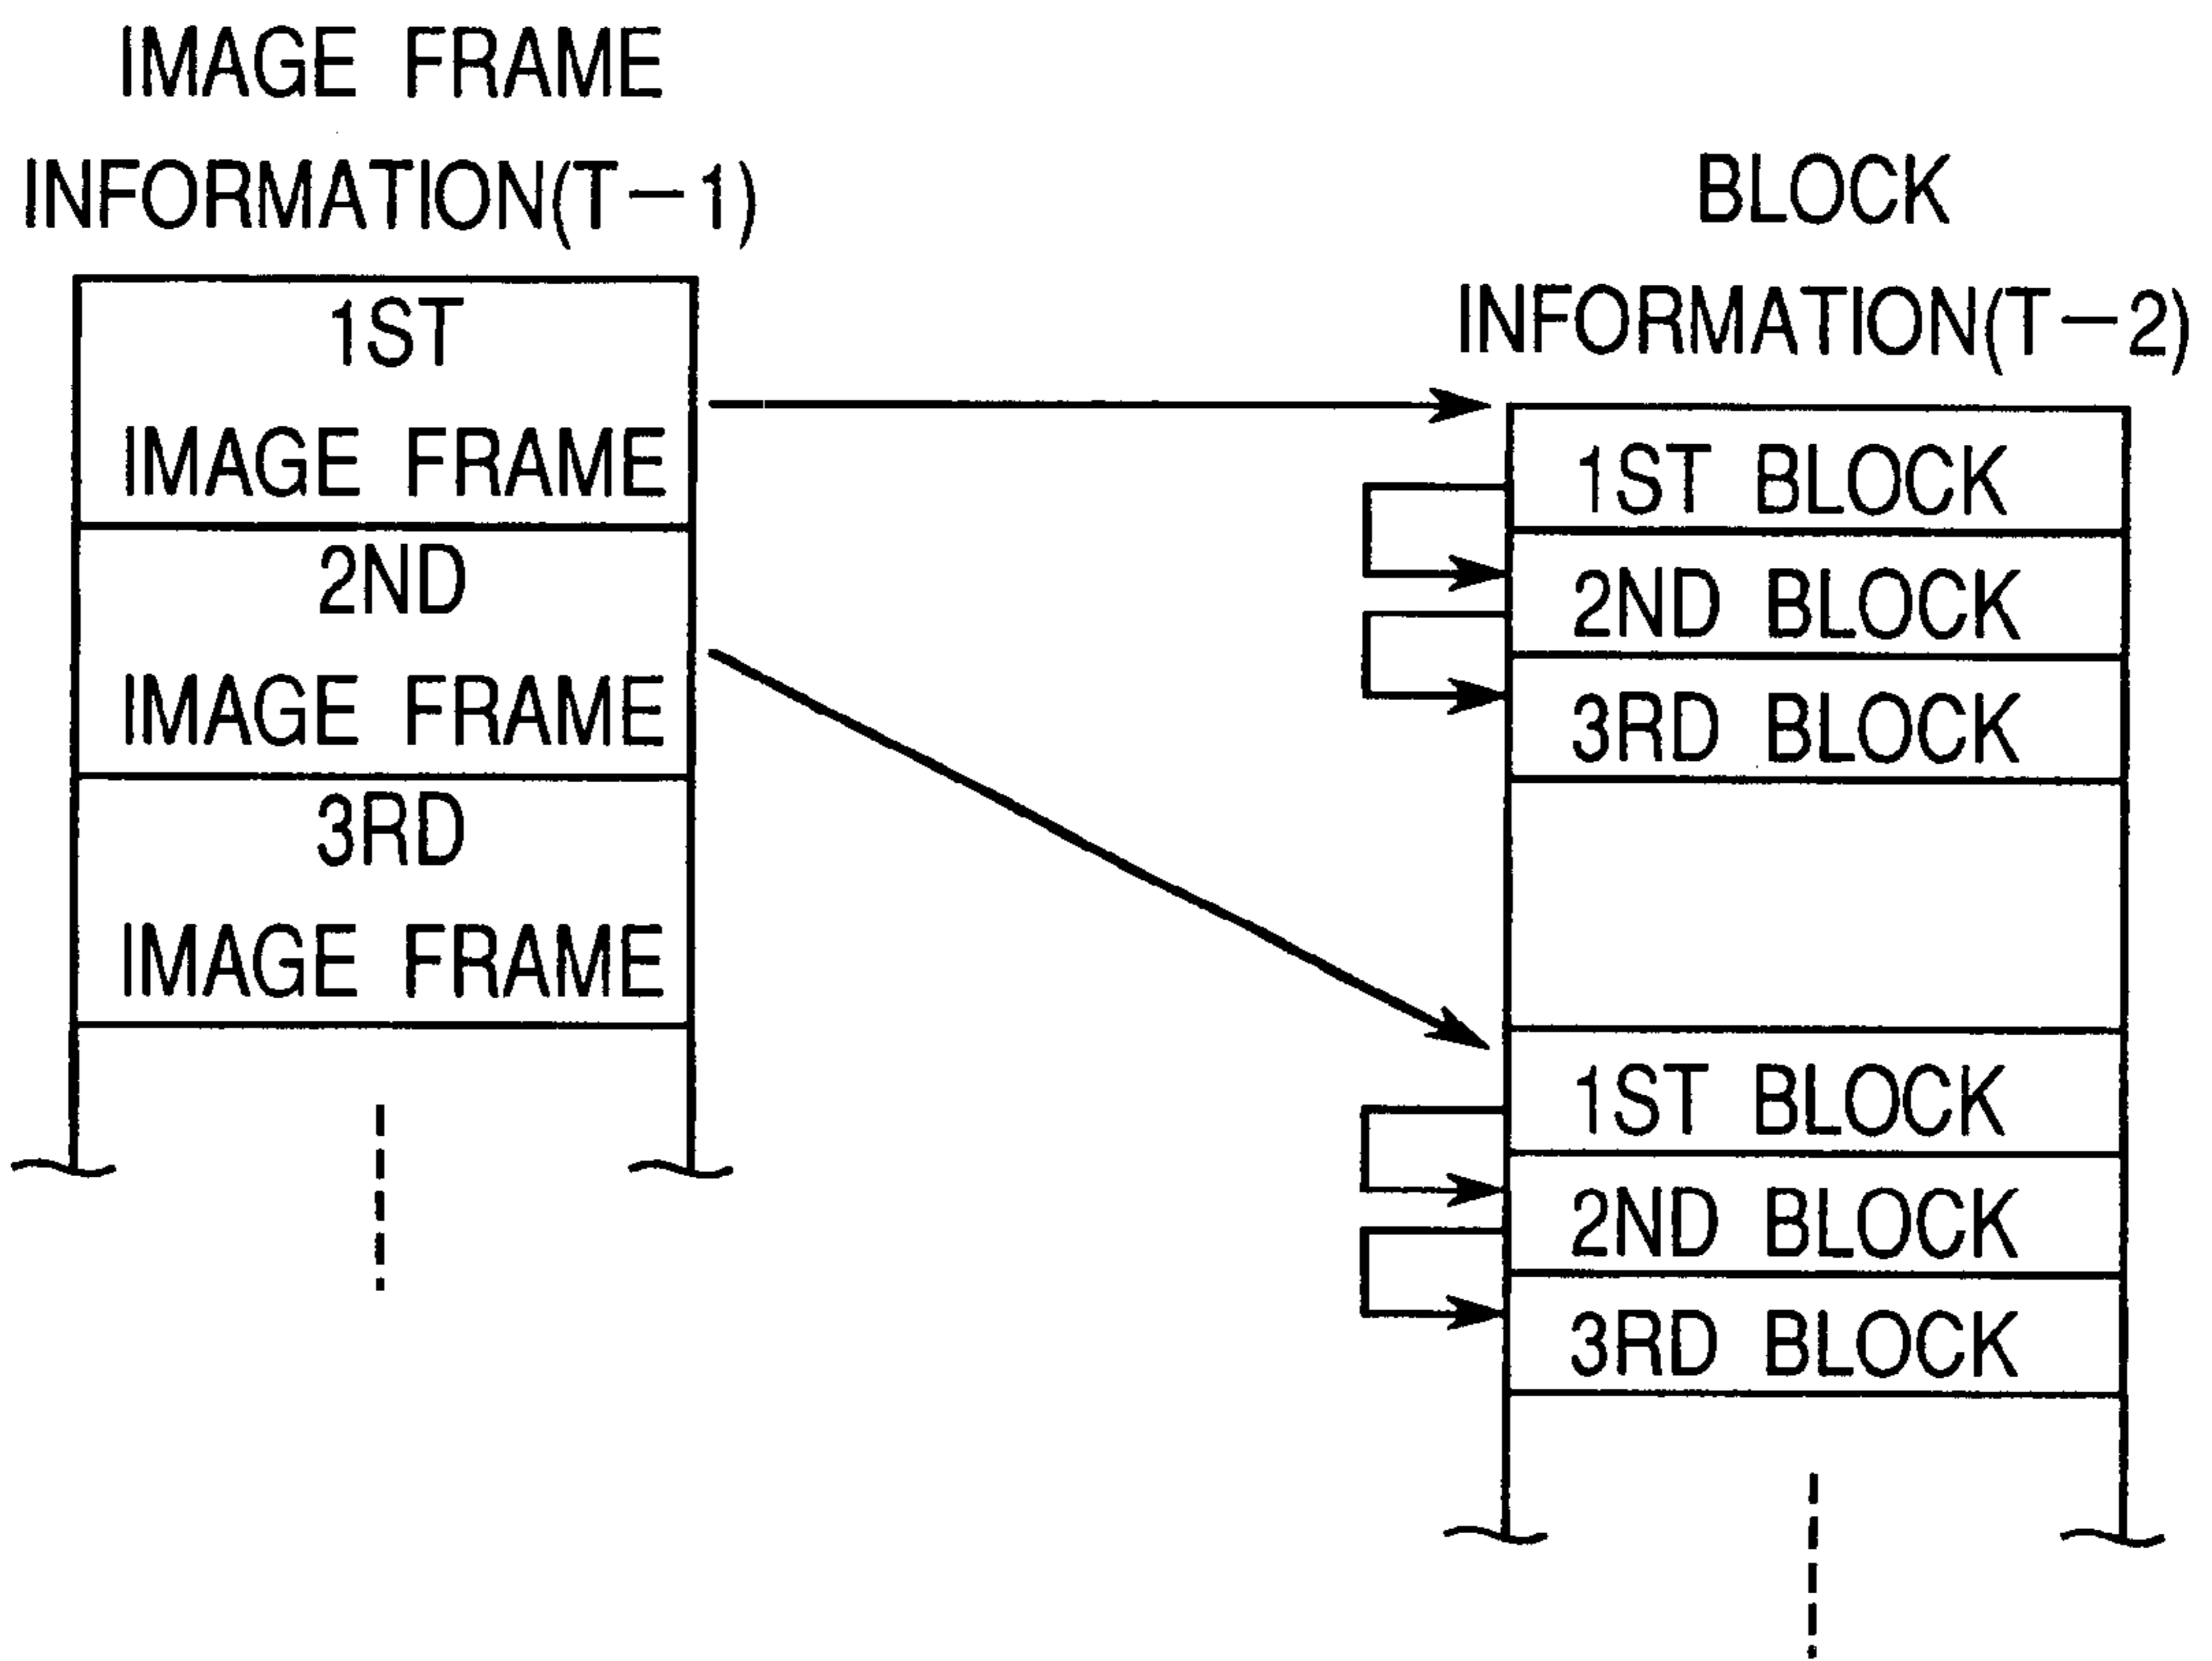 IMAGE FRAME
INFORMATION(T-1)
1ST
IMAGE FRAME
2ND
IMAGE FRAME
3RD
IMAGE FRAME
BLOCK
INFORMATION(T-2)
1ST BLOCK
2ND BLOCK
3RD BLOCK
1ST BLOCK
2ND BLOCK
3RD BLOCK